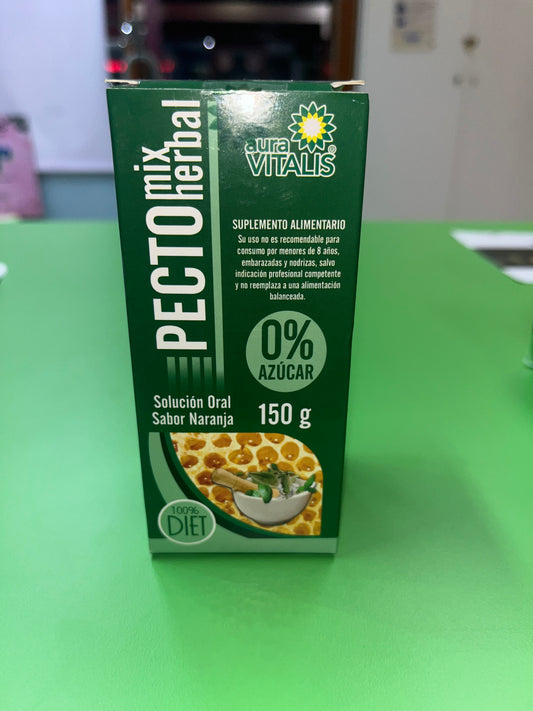 PECTO mix herbal
aura
VITALIS®
SUPLEMENTO ALIMENTARIO
Su uso no es recomendable para
consumo por menores de 8 años,
embarazadas y nodrizas, salvo
indicación profesional competente
y no reemplaza a una alimentación
balanceada.
0%
AZÚCAR
Solución Oral
Sabor Naranja
150 g
100%
DIET